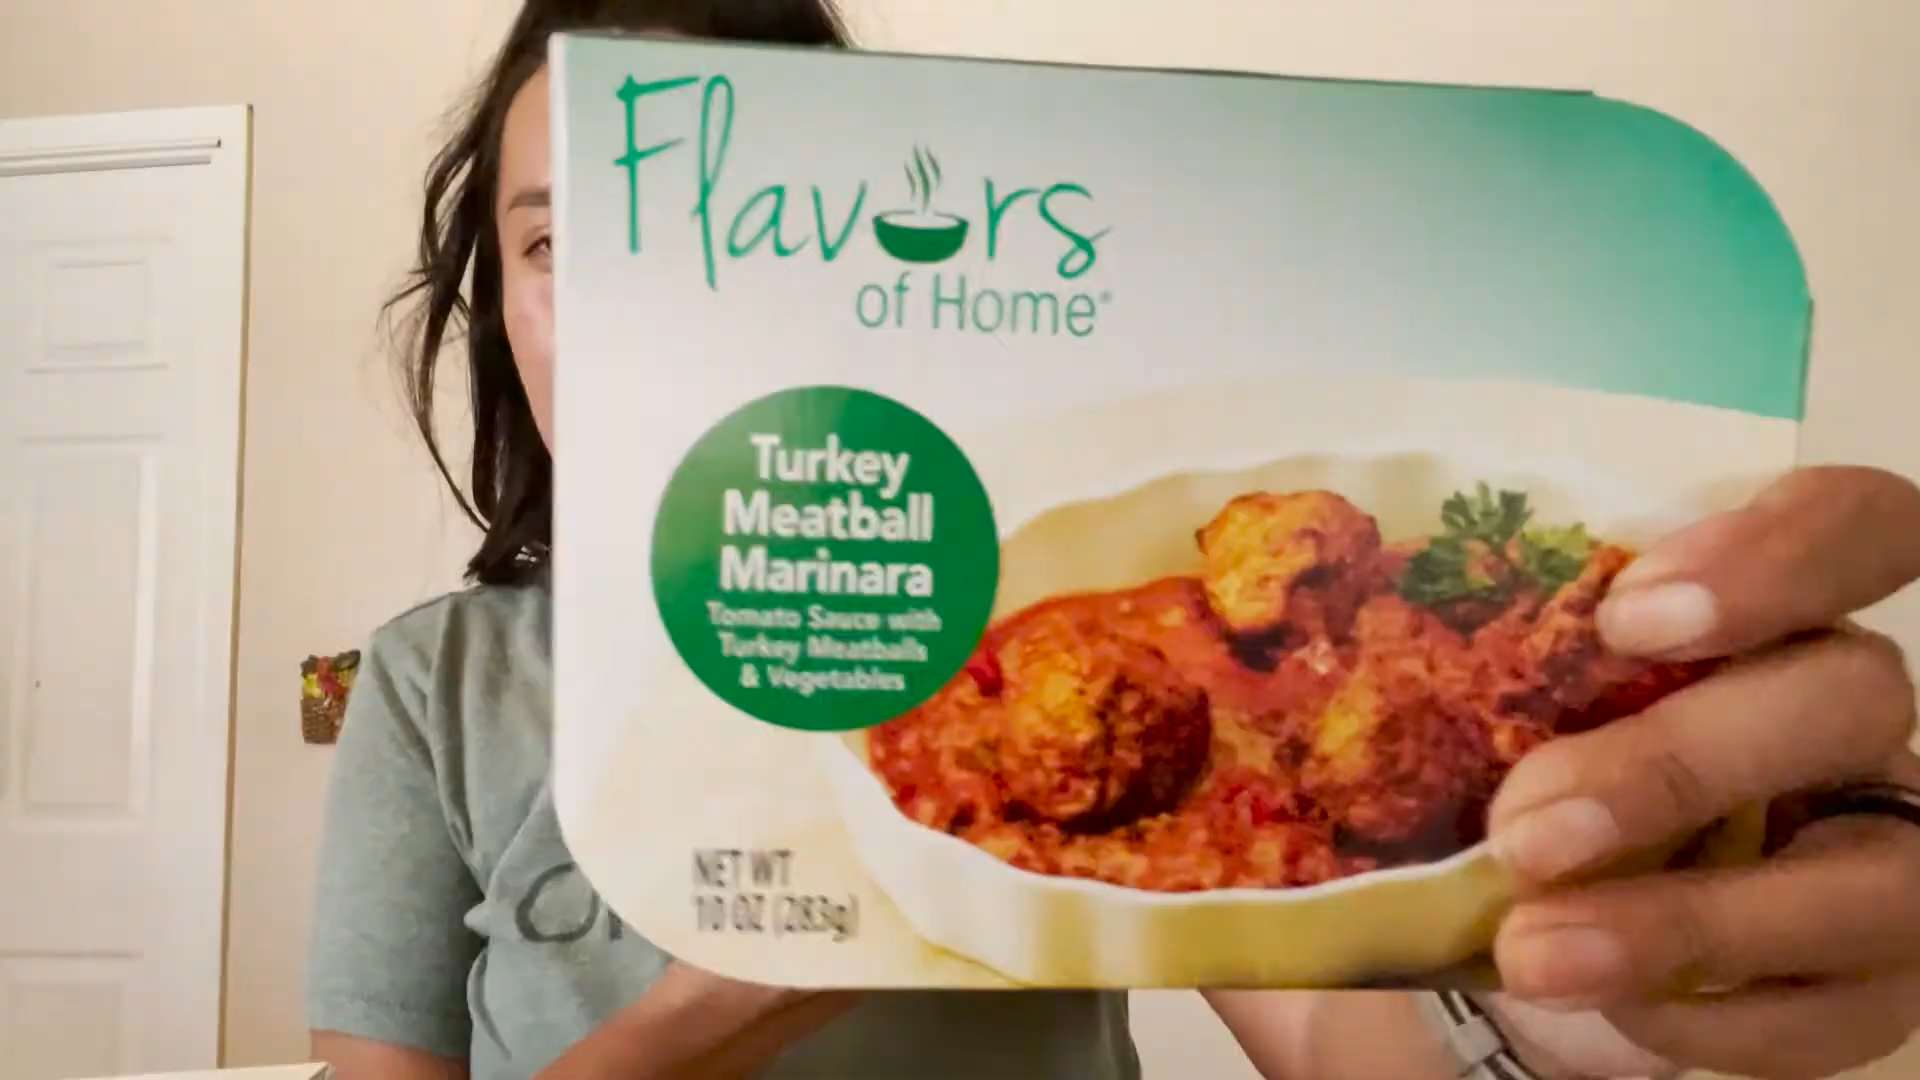 Flavors
of Home®
Turkey
Meatball
Marinara
Tomato Sauce with
Turkey Meatballs
& Vegetables
NET WT
10 OZ (283g)